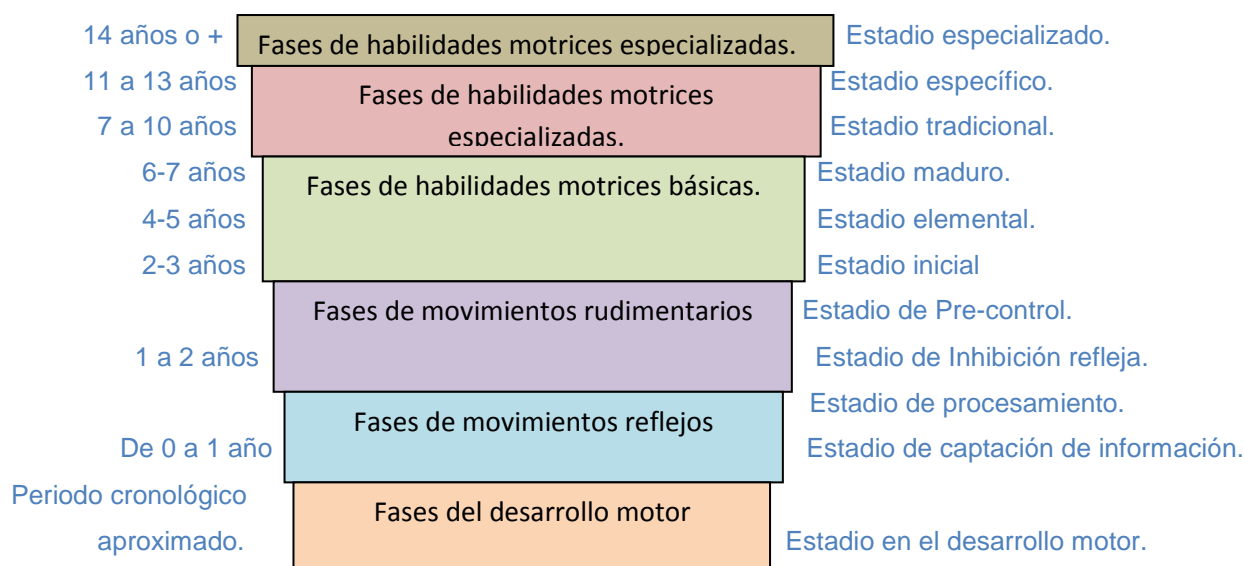 14 años o +
Fases de habilidades motrices especializadas.
Estadio especializado.
11 a 13 años
Fases de habilidades motrices
Estadio específico.
7 a 10 años
especializadas.
Estadio tradicional.
6-7 años
Fases de habilidades motrices básicas.
Estadio maduro.
4-5 años
Estadio elemental.
2-3 años
Estadio inicial
Fases de movimientos rudimentarios
Estadio de Pre-control.
1 a 2 años
Estadio de Inhibición refleja.
Fases de movimientos reflejos
Estadio de procesamiento.
De 0 a 1 año
Estadio de captación de información.
Periodo cronológico
aproximado.
Fases del desarrollo motor
Estadio en el desarrollo motor.